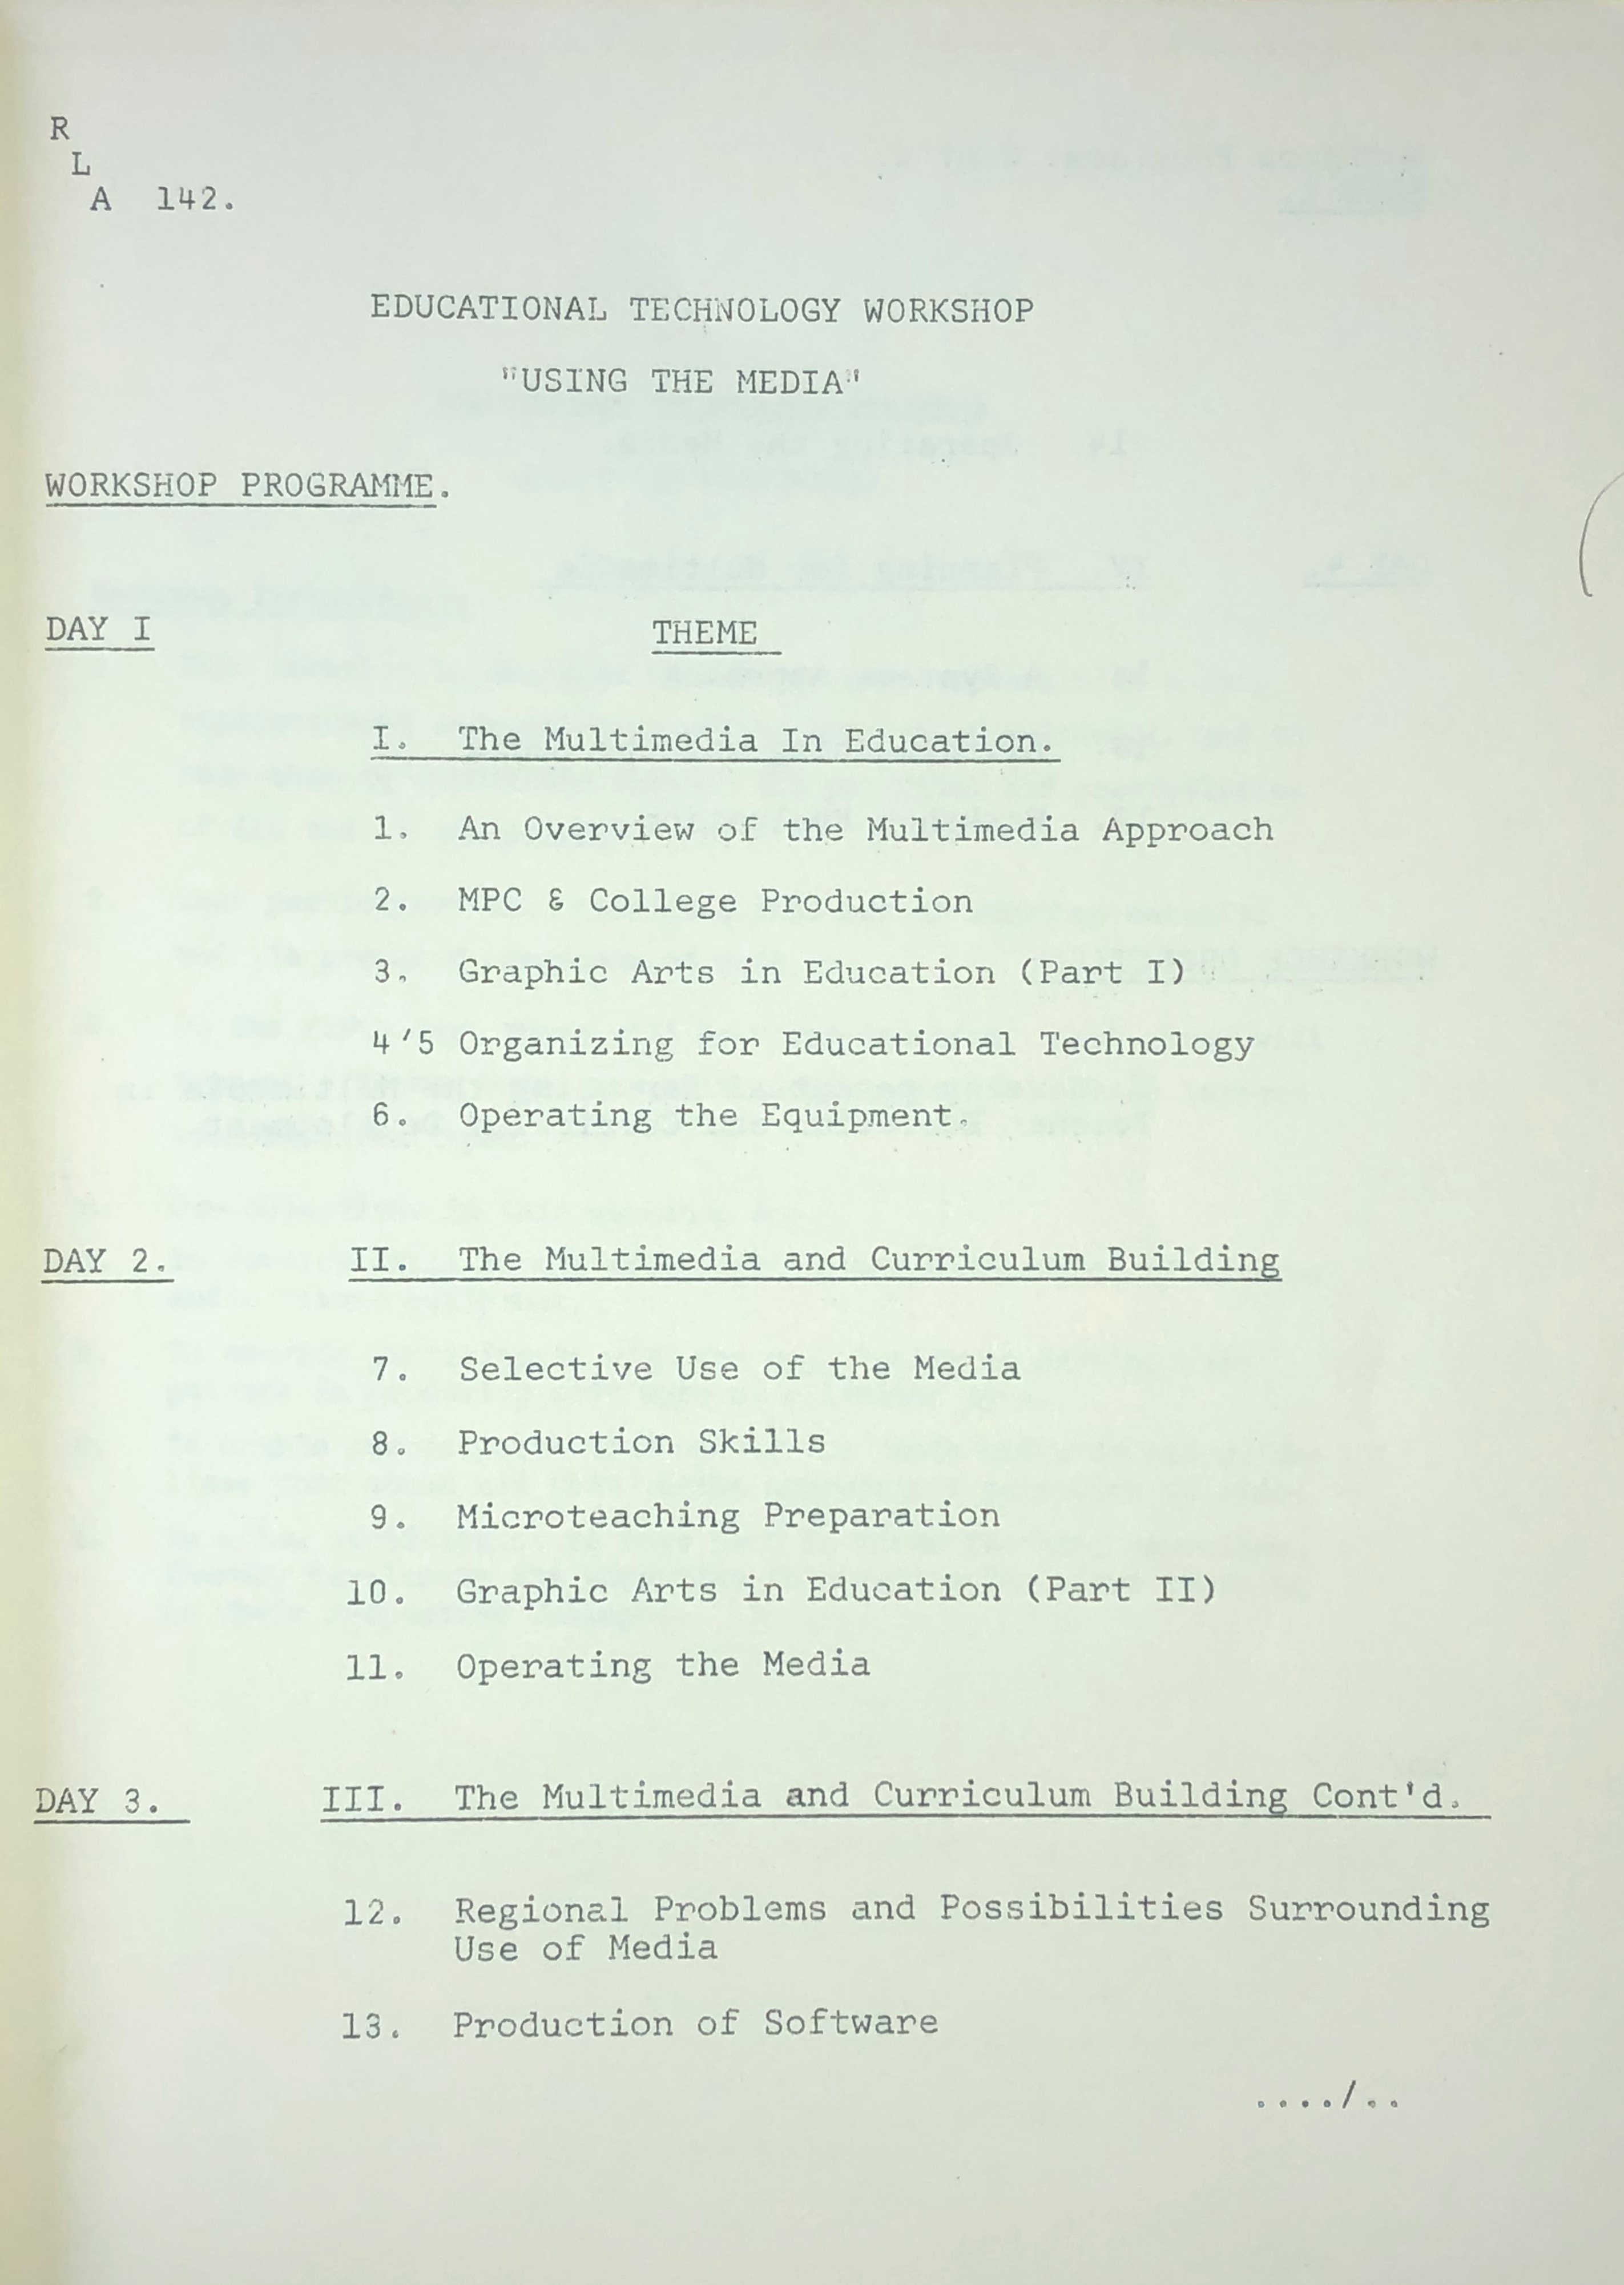 R
L
A 142.
EDUCATIONAL TECHNOLOGY WORKSHOP
"USING THE MEDIA"
WORKSHOP PROGRAMME.
DAY I THEME
I. The Multimedia In Education.
1. An Overview of the Multimedia Approach
2. MPC & College Production
3. Graphic Arts in Education (Part I)
4'5 Organizing for Educational Technology
6. Operating the Equipment.
DAY 2. II. The Multimedia and Curriculum Building
7. Selective Use of the Media
8. Production Skills
9. Microteaching Preparation
10. Graphic Arts in Education (Part II)
11. Operating the Media
DAY 3. III. The Multimedia and Curriculum Building Cont'd.
12. Regional Problems and Possibilities Surrounding
Use of Media
13. Production of Software
..../..